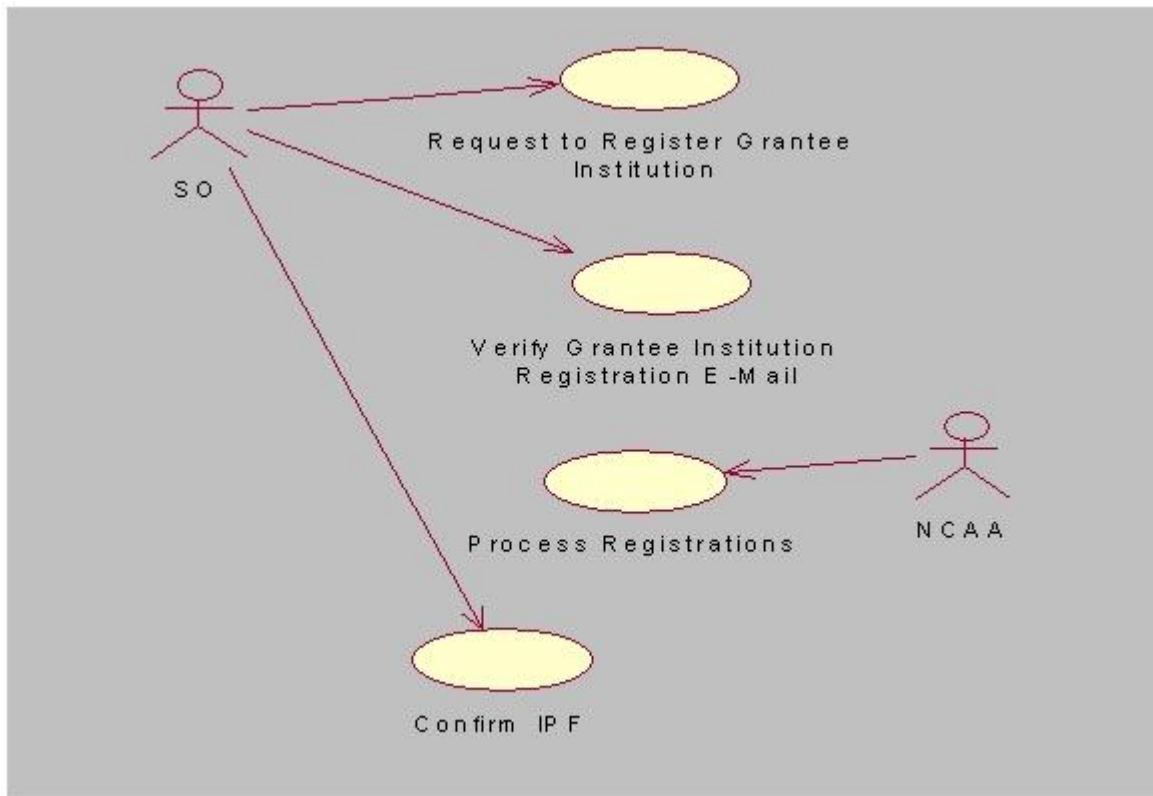 Request to Register Grantee
Institution
SO
Verify Grantee Institution
Registration E-Mail
Process Registrations
NCAA
Confirm IPF